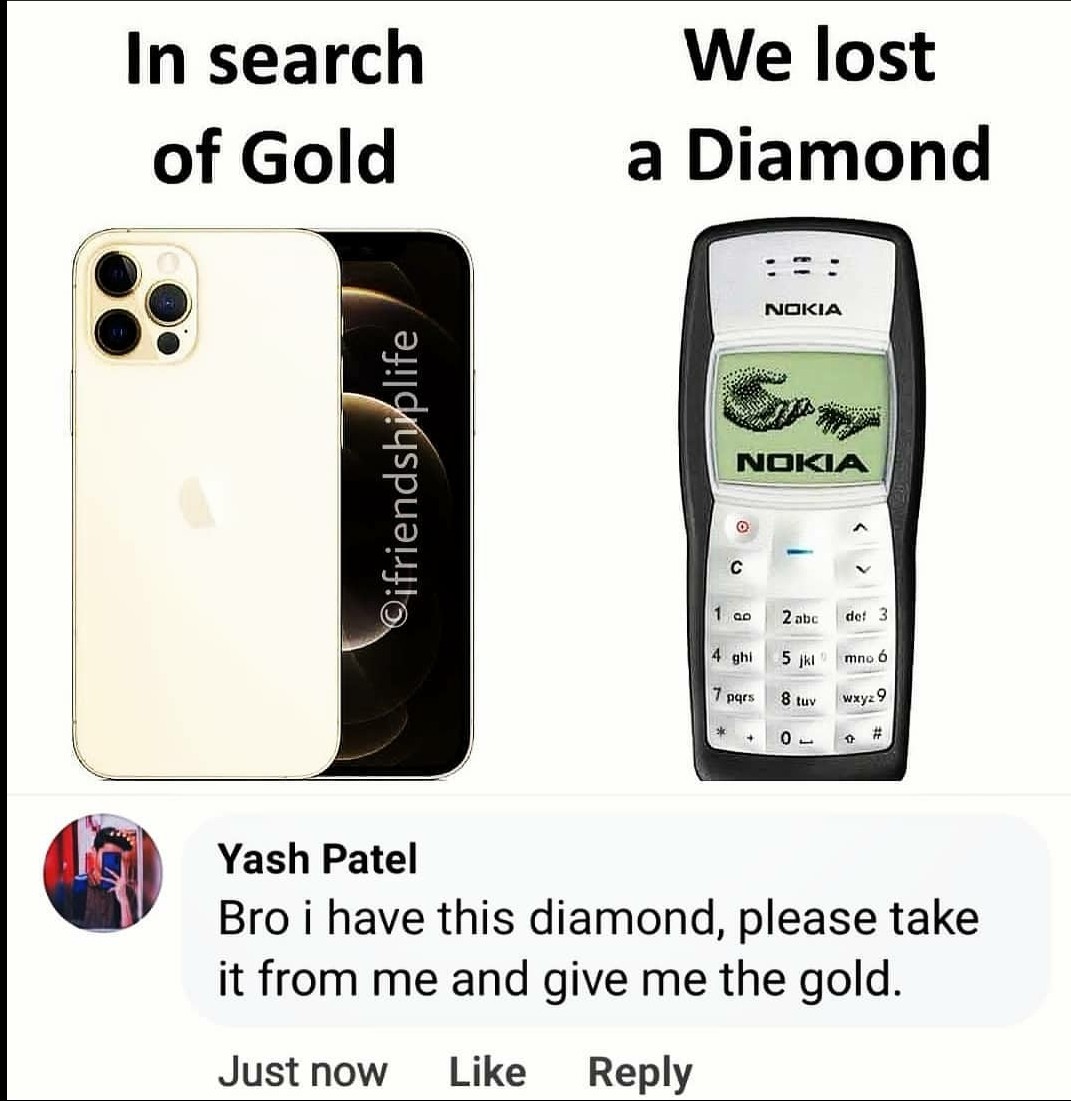 In search
of Gold
We lost
a Diamond
©ifriendshiplife
NOKIA
NOKIA
C
1
2 abc
def 3
4 ghi
5 jkl
mno 6
7 pqrs
8 tuv
wxyz 9
* +
0
#
Yash Patel
Bro i have this diamond, please take
it from me and give me the gold.
Just now Like Reply